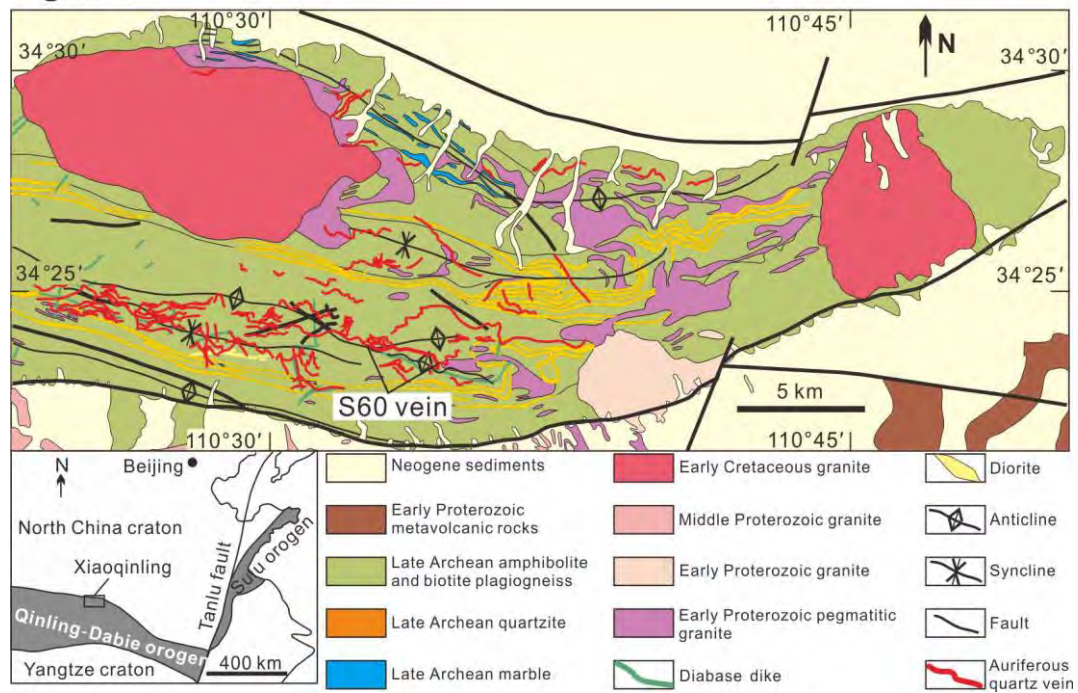 110°30′
110°45′
N
34°30′
34°30′
34°25′
34°25′
S60 vein
5 km
110°30′
110°45′
N
Beijing
North China craton
Xiaoqinling
Tanlu fault
Sulu orogen
Qinling-Dabie orogen
Yangtze craton
400 km
Neogene sediments
Early Proterozoic
metavolcanic rocks
Late Archean amphibolite
and biotite plagiogneiss
Late Archean quartzite
Late Archean marble
Early Cretaceous granite
Middle Proterozoic granite
Early Proterozoic granite
Early Proterozoic pegmatitic
granite
Diabase dike
Diorite
Anticline
Syncline
Fault
Auriferous
quartz vein